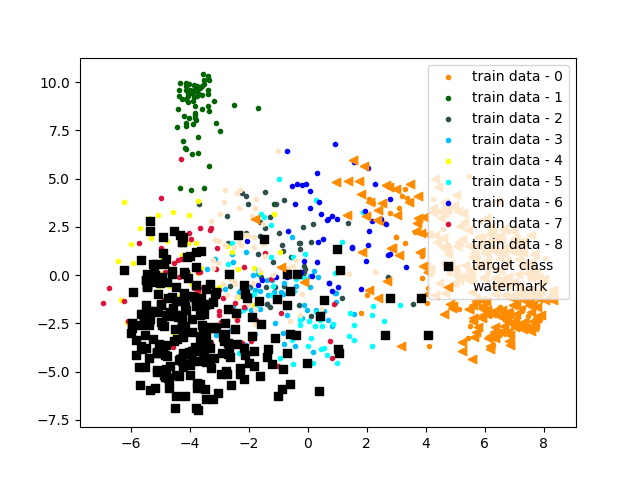 10.0
7.5
5.0
2.5
0.0
−2.5
−5.0
−7.5
−6
−4
−2
0
2
4
6
8
train data - 0
train data - 1
train data - 2
train data - 3
train data - 4
train data - 5
train data - 6
train data - 7
train data - 8
target class
watermark